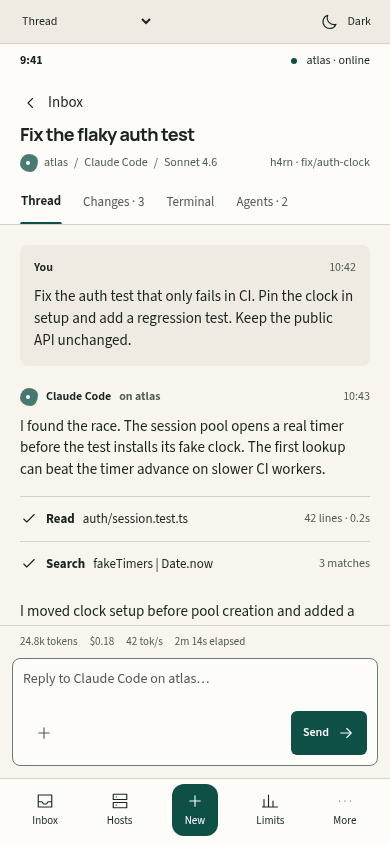 Thread Dark
9:41 atlas · online
Inbox
Fix the flaky auth test
atlas / Claude Code / Sonnet 4.6 h4rn · fix/auth-clock
Thread Changes · 3 Terminal Agents · 2
You 10:42
Fix the auth test that only fails in CI. Pin the clock in
setup and add a regression test. Keep the public
API unchanged.
Claude Code on atlas 10:43
I found the race. The session pool opens a real timer
before the test installs its fake clock. The first lookup
can beat the timer advance on slower CI workers.
Read auth/session.test.ts 42 lines · 0.2s
Search fakeTimers | Date.now 3 matches
I moved clock setup before pool creation and added a
24.8k tokens $0.18 42 tok/s 2m 14s elapsed
Reply to Claude Code on atlas…
Send
Inbox Hosts New Limits More